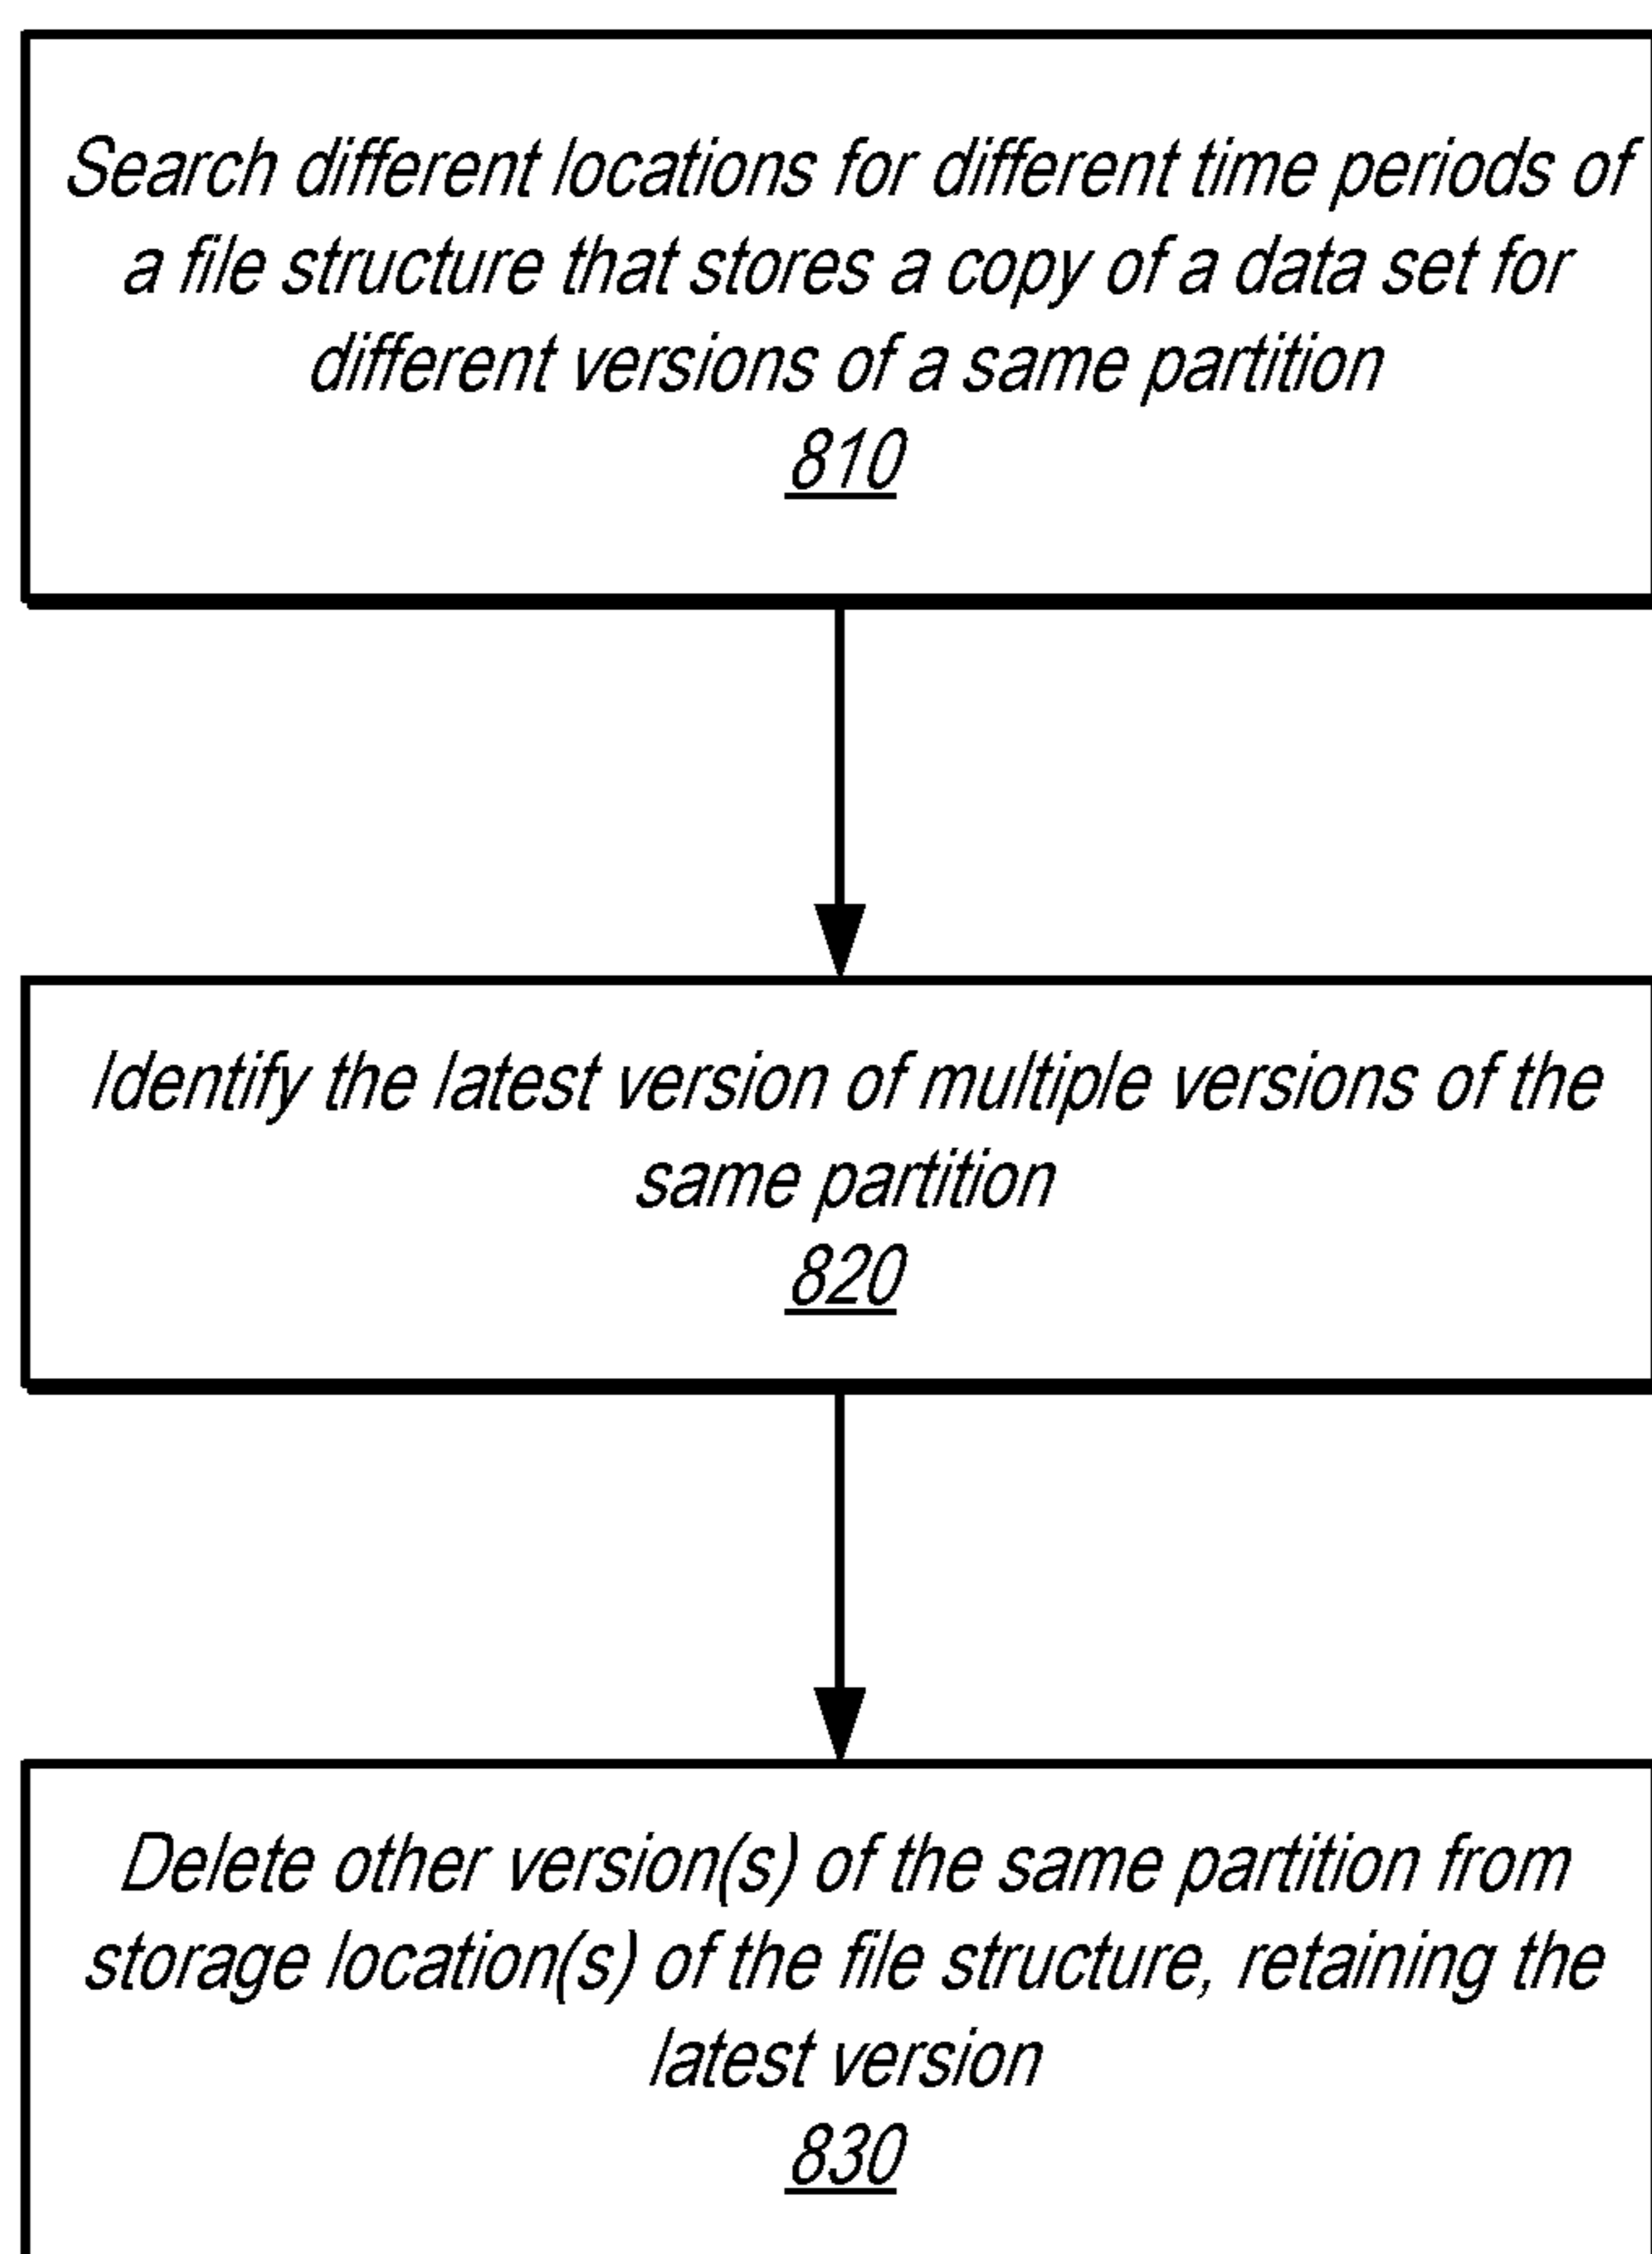 Search different locations for different time periods of
a file structure that stores a copy of a data set for
different versions of a same partition
810
Identify the latest version of multiple versions of the
same partition
820
Delete other version(s) of the same partition from
storage location(s) of the file structure, retaining the
latest version
830